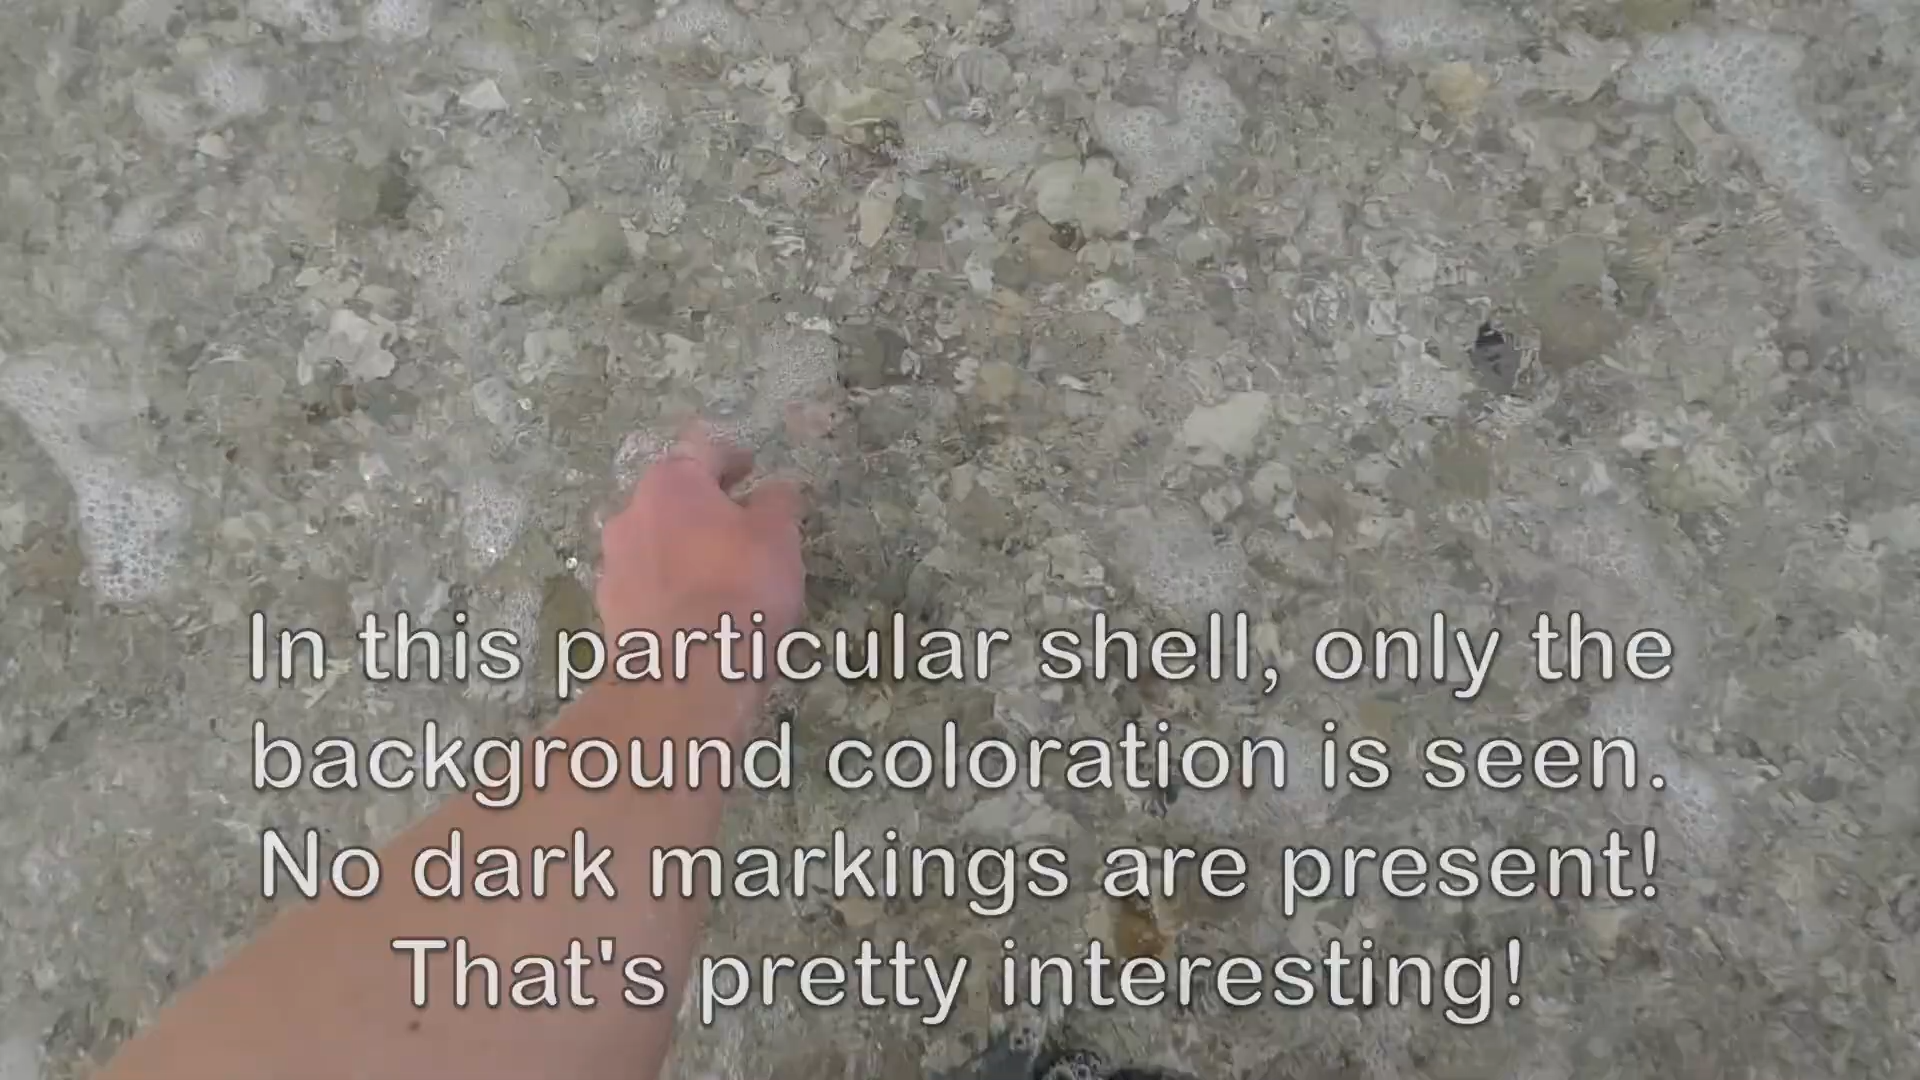 In this particular shell, only the
background coloration is seen.
No dark markings are present!
That's pretty interesting!